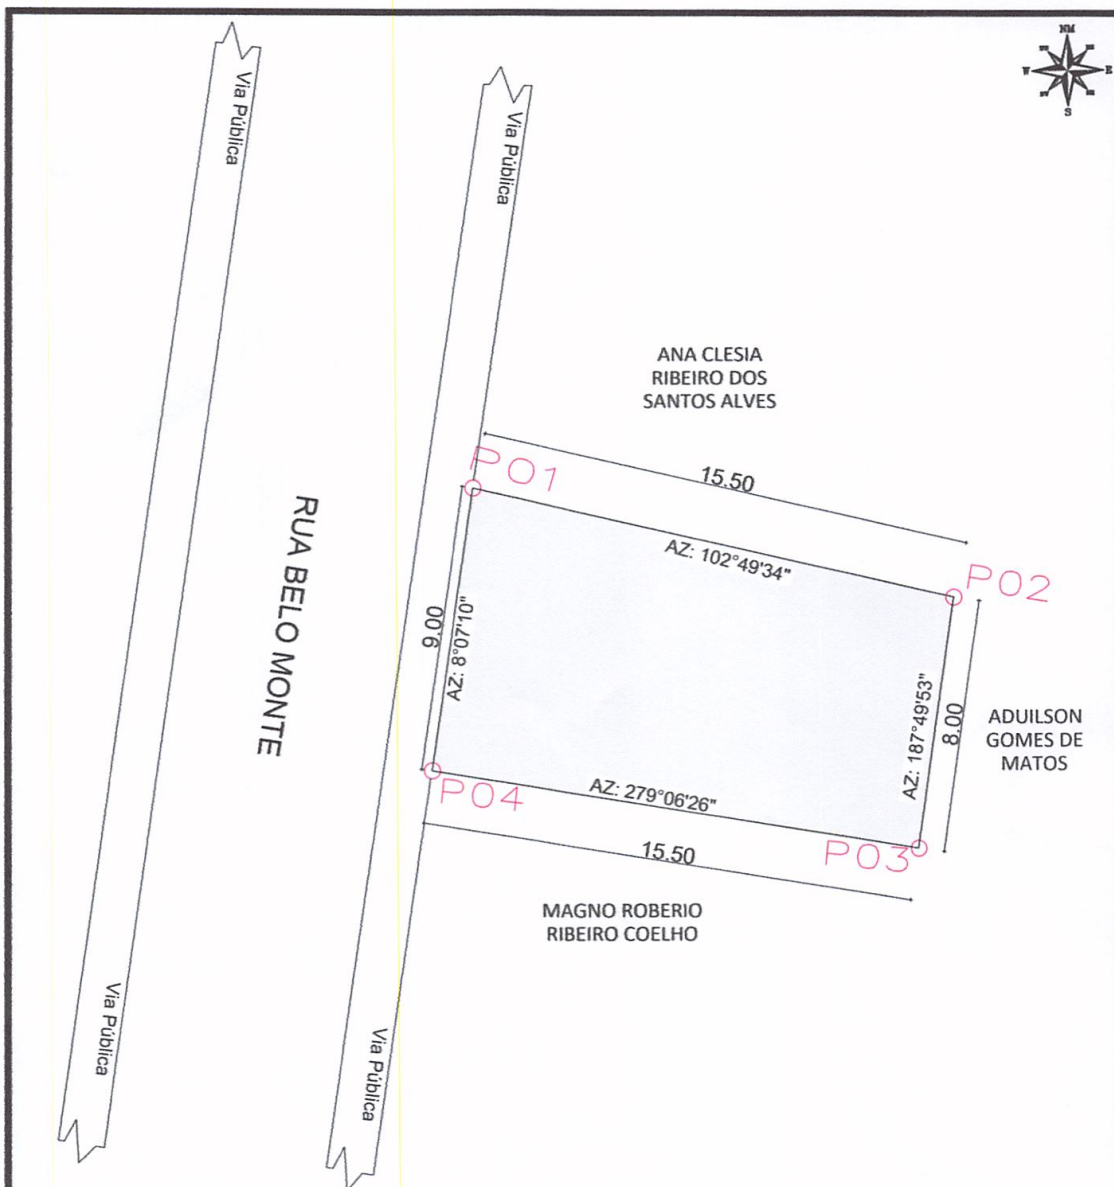 NM
W
E
S
Via Pública
Via Pública
ANA CLESIA
RIBEIRO DOS
SANTOS ALVES
P01
15.50
AZ: 102°49'34"
P02
RUA BELO MONTE
9.00
AZ: 8°07'10"
AZ: 187°49'53"
8.00
ADUILSON
GOMES DE
MATOS
P04
AZ: 279°06'26"
P03
15.50
MAGNO ROBERIO
RIBEIRO COELHO
Via Pública
Via Pública